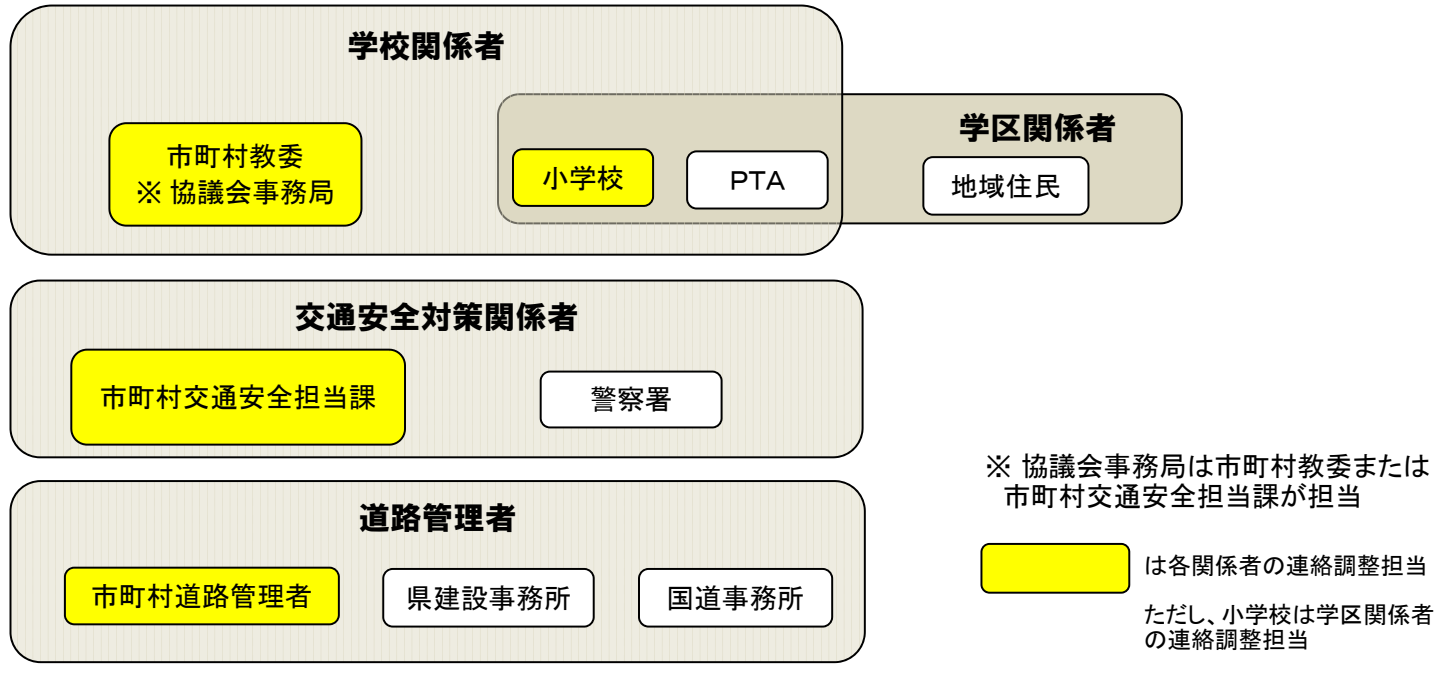 学校関係者
市町村教委
※ 協議会事務局
学区関係者
小学校
PTA
地域住民
交通安全対策関係者
市町村交通安全担当課
警察署
道路管理者
市町村道路管理者
県建設事務所
国道事務所
※ 協議会事務局は市町村教委または
市町村交通安全担当課が担当
は各関係者の連絡調整担当
ただし、小学校は学区関係者
の連絡調整担当